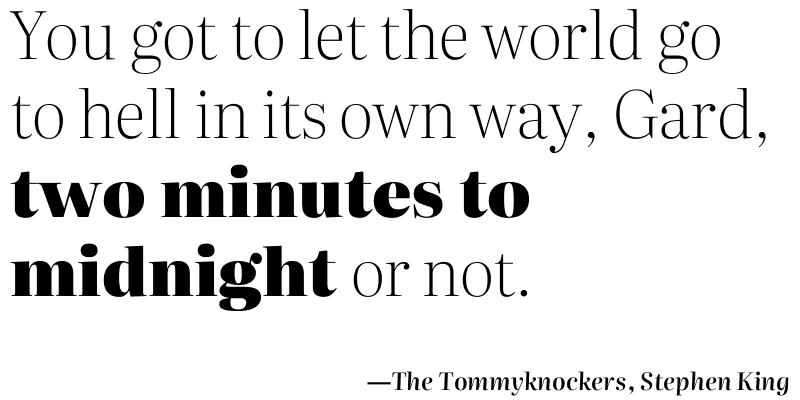 You got to let the world go
to hell in its own way, Gard,
two minutes to
midnight or not.
—The Tommyknockers, Stephen King